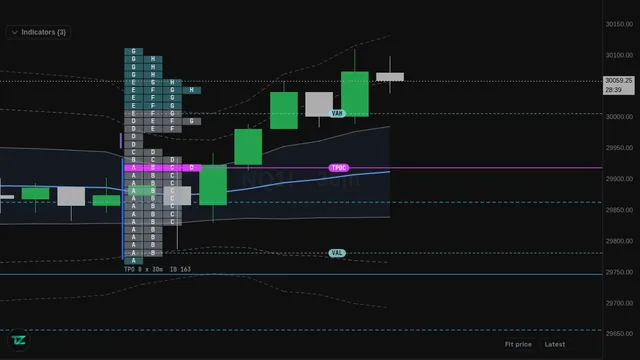 Indicators (3)
30150.00
30100.00
30059.25
28:39
30000.00
29950.00
29900.00
29850.00
29800.00
29750.00
29700.00
29650.00
G
G H
G H
E G H
E F G H
E F G
E F G
E F G
D E F G
D E F
D
D
C D
B C D
A B C D
A B C
A B C
A B C
A B C
A B C
A B C
A B C
A B
A B
A B
A
VAH
TPOC
VAL
TPO 8 x 30m IB 163
Fit price
Latest